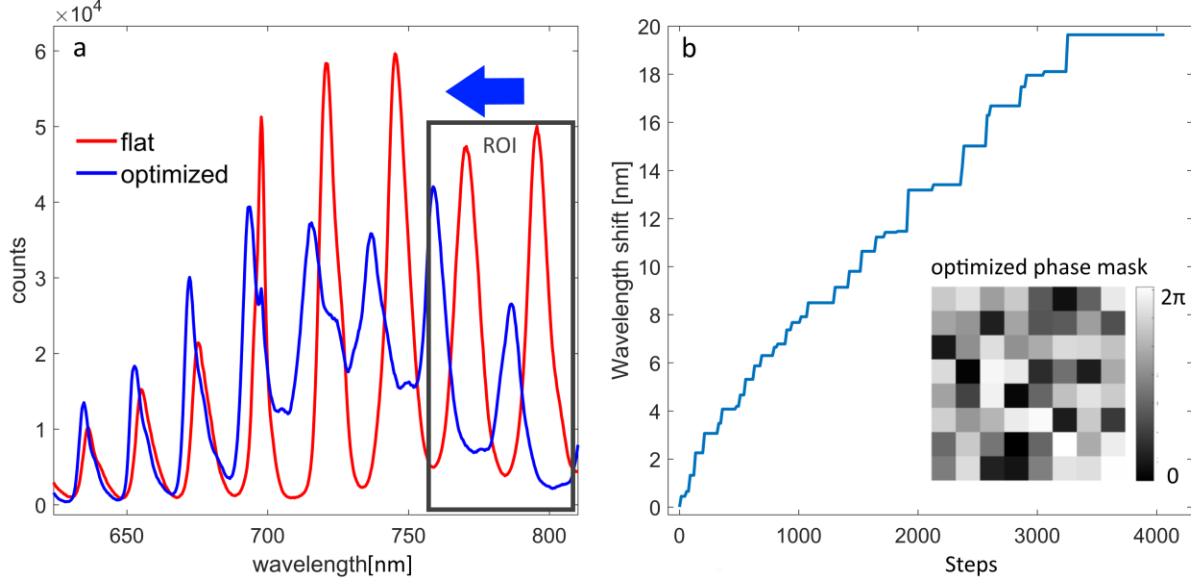 ×10⁴
a
6
5
4
3
2
1
0
counts
flat
optimized
ROI
650
700
750
800
wavelength[nm]
b
20
18
16
14
12
10
8
6
4
2
0
Wavelength shift [nm]
optimized phase mask
2π
0
0
1000
2000
3000
4000
Steps